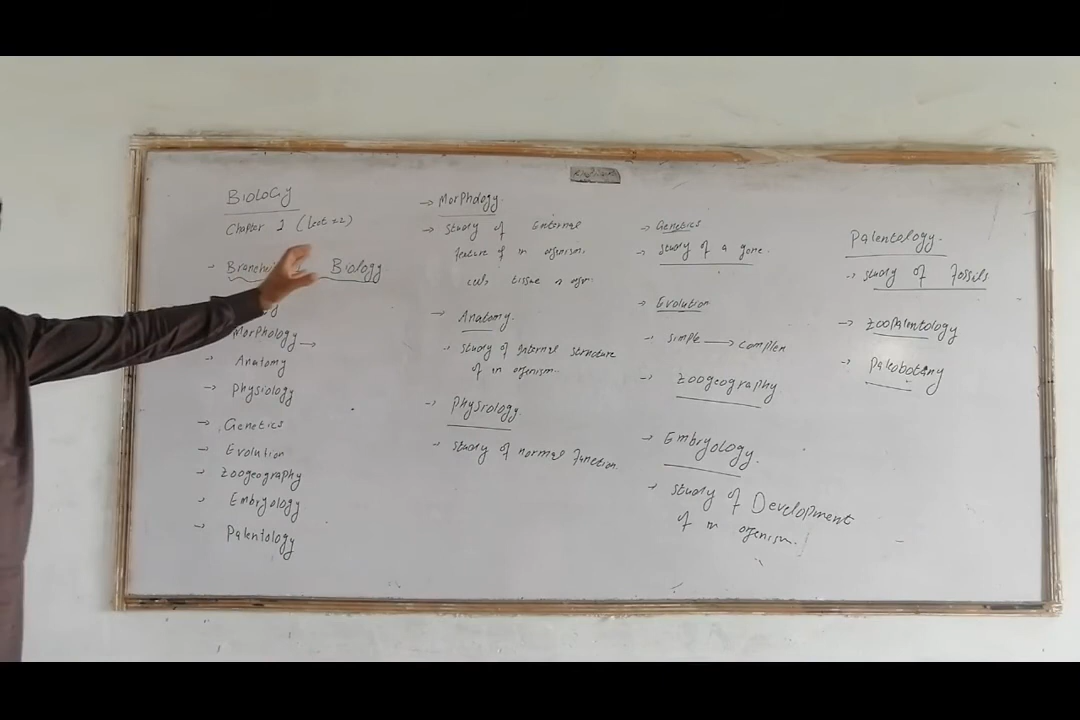 BIOLOGY
Chapter 1 (Lect =2)
Biology
Morphology →
Anatomy
→ Physiology
→ Genetics
→ Evolution
→ Zoogeography
→ Embryology
→ Palentology
→ Morphology.
→ Study of External
feature of an organism.
cells tissue
→ Anatomy.
→ Study of Internal Structure
of an organism.
→ Physiology
→ Study of normal Function.
→ Genetics
→ Study of a gene.
→ Evolution
→ Simple → Complex
→ Zoogeography
→ Embryology.
→ Study of Development
of an organism.
Palentology.
→ Study of Fossils
→ Zoopalentology
→ Paleobotany